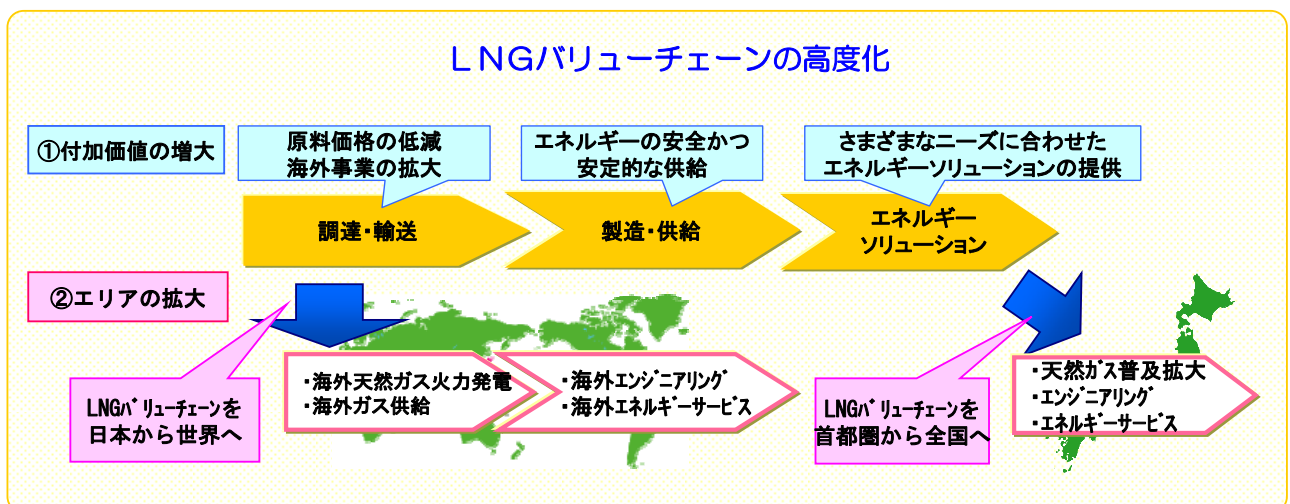 LNGバリューチェーンの高度化
①付加価値の増大
原料価格の低減
海外事業の拡大
エネルギーの安全かつ
安定的な供給
さまざまなニーズに合わせた
エネルギーソリューションの提供
調達・輸送
製造・供給
エネルギー
ソリューション
②エリアの拡大
LNGバリューチェーンを
日本から世界へ
・海外天然ガス火力発電
・海外ガス供給
・海外エンジニアリング
・海外エネルギーサービス
LNGバリューチェーンを
首都圏から全国へ
・天然ガス普及拡大
・エンジニアリング
・エネルギーサービス